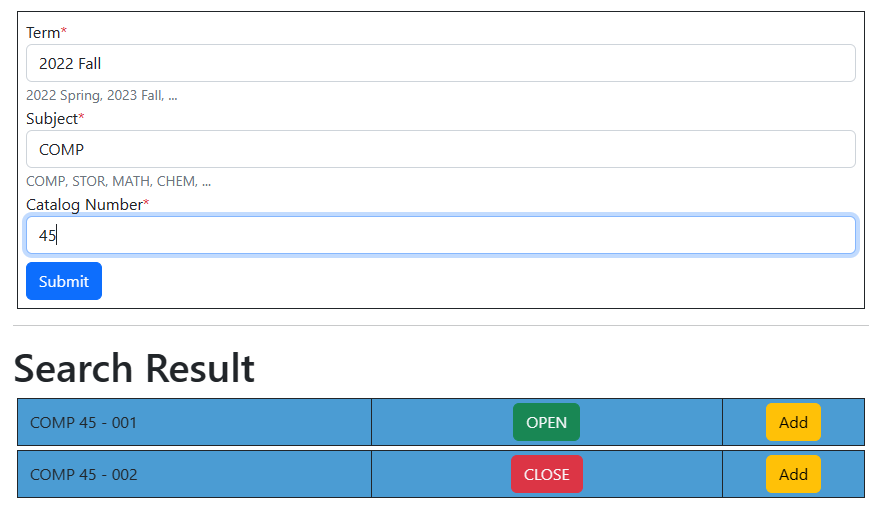 Term*
2022 Fall
2022 Spring, 2023 Fall, ...
Subject*
COMP
COMP, STOR, MATH, CHEM, ...
Catalog Number*
45
Submit
Search Result
COMP 45 - 001 OPEN Add
COMP 45 - 002 CLOSE Add